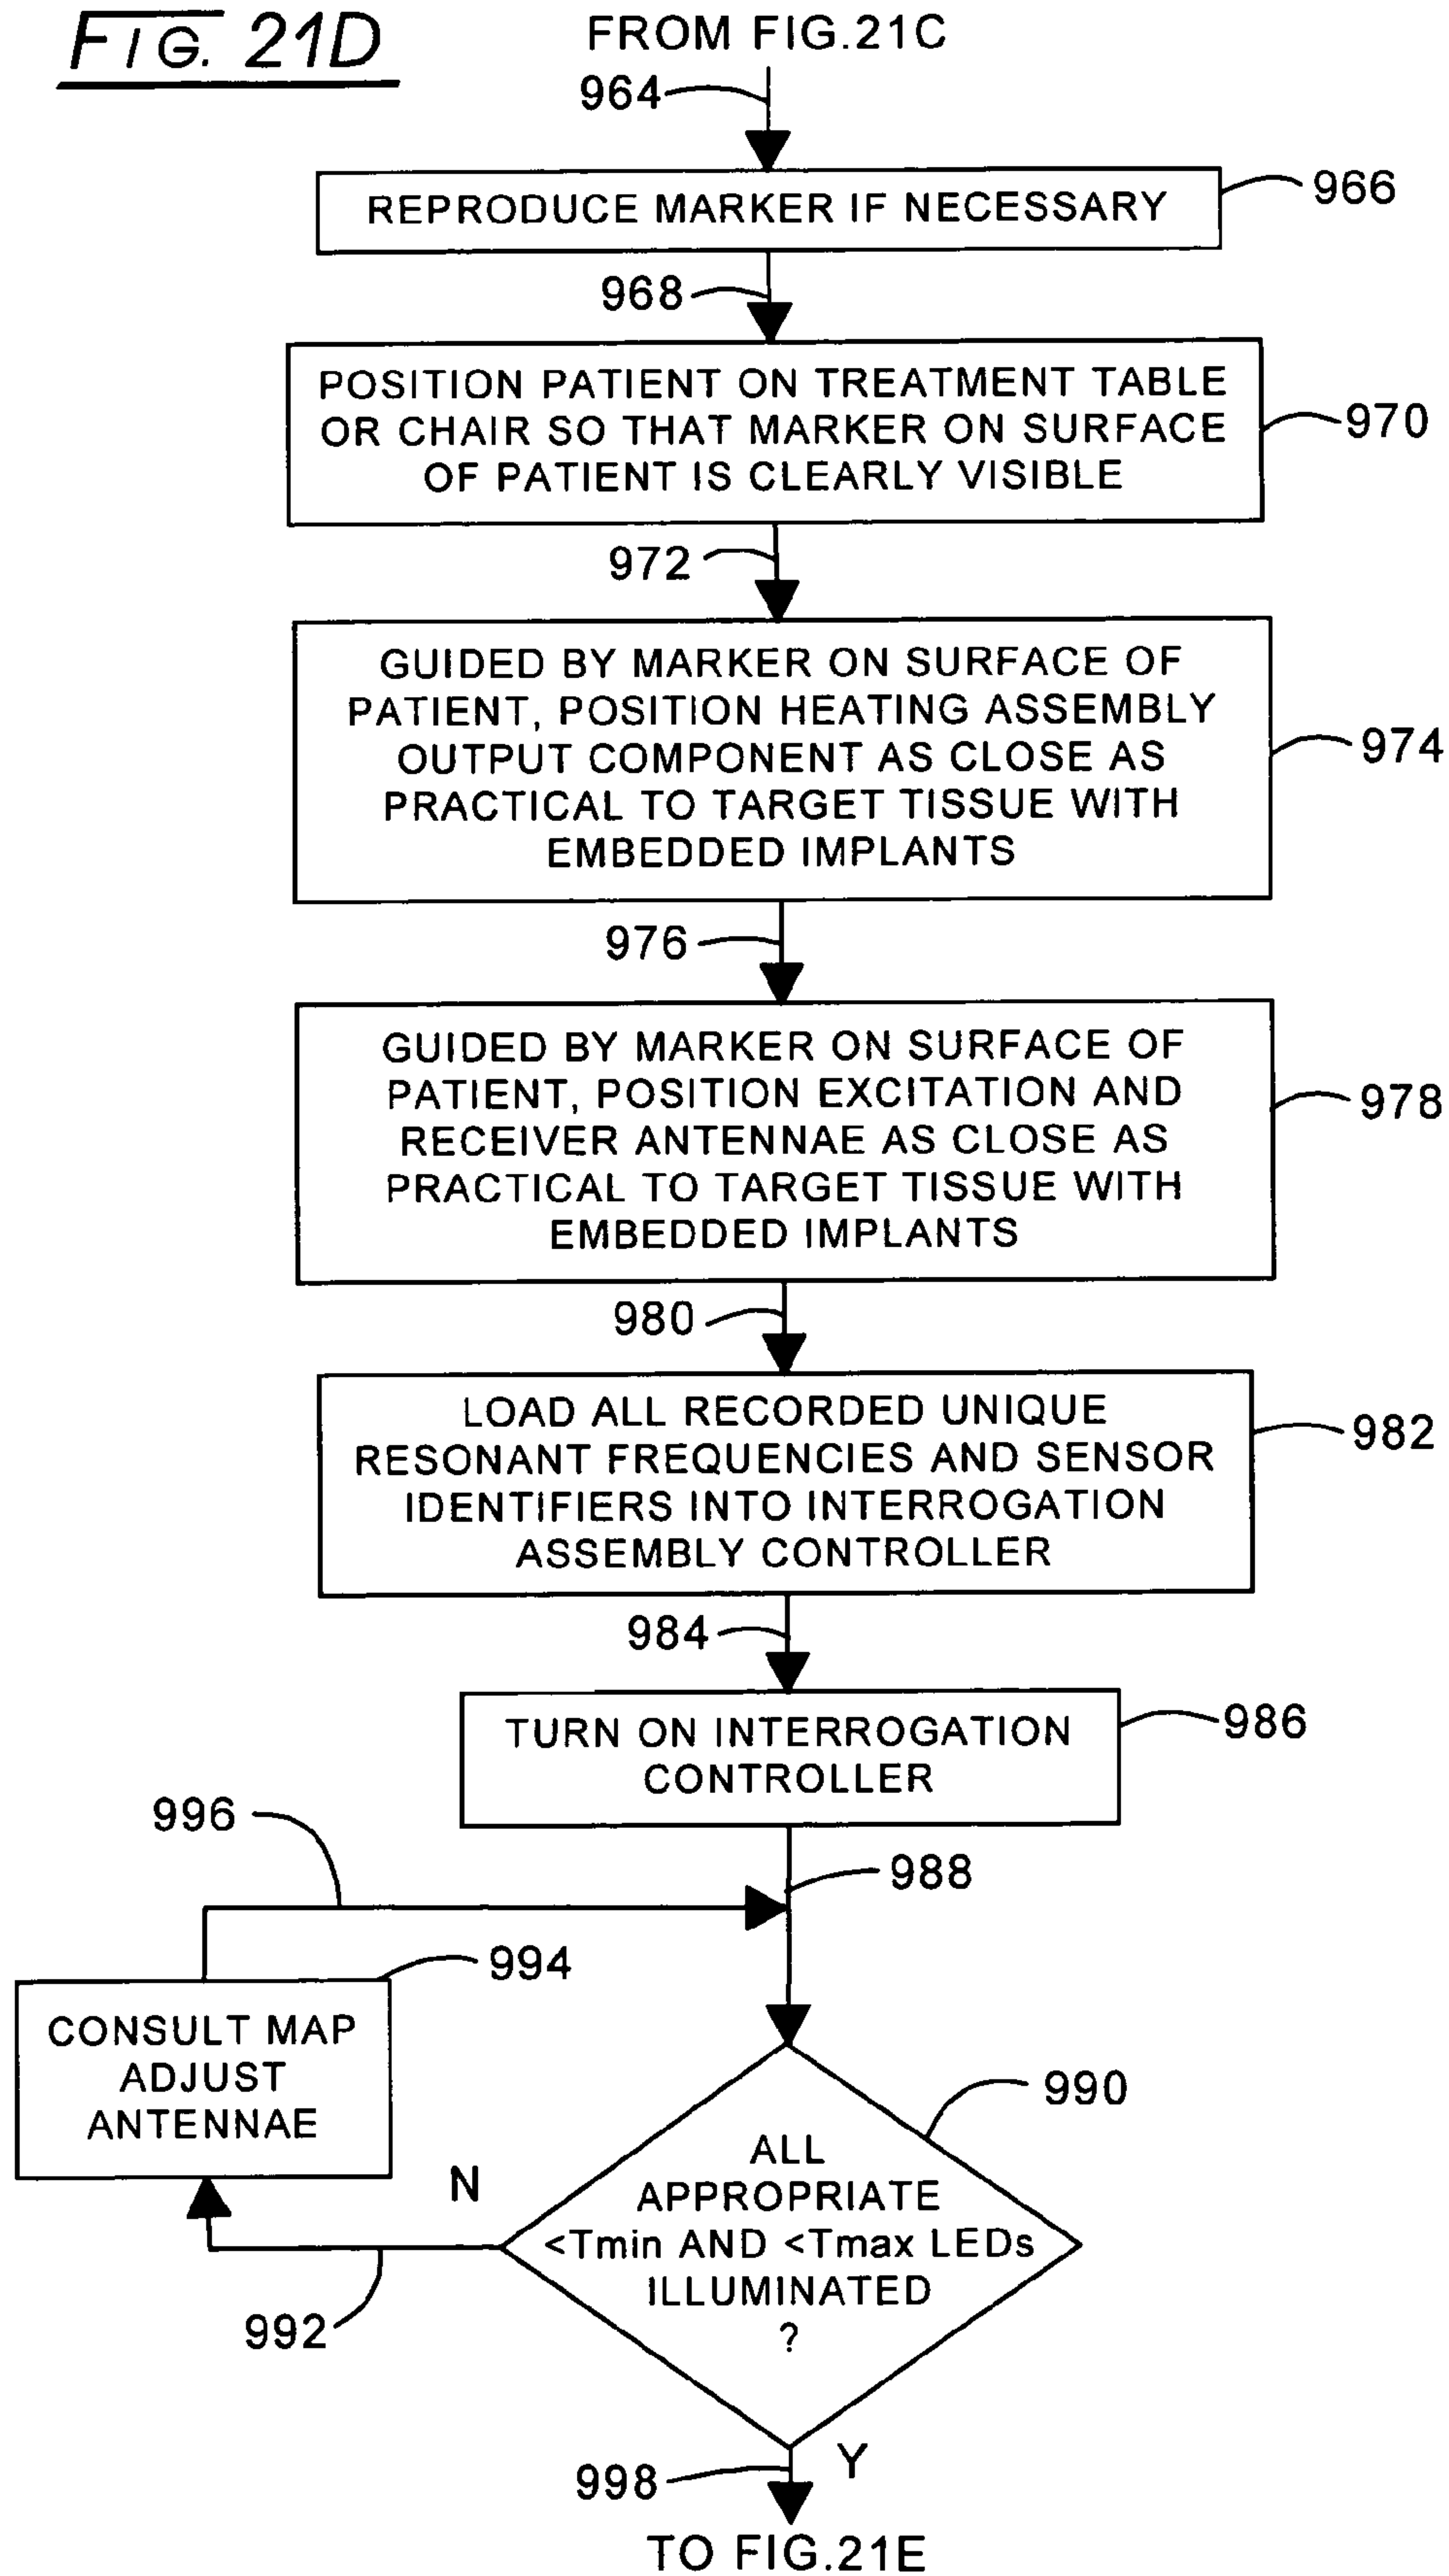 FIG. 21D
FROM FIG.21C
964
REPRODUCE MARKER IF NECESSARY
966
968
POSITION PATIENT ON TREATMENT TABLE
OR CHAIR SO THAT MARKER ON SURFACE
OF PATIENT IS CLEARLY VISIBLE
970
972
GUIDED BY MARKER ON SURFACE OF
PATIENT, POSITION HEATING ASSEMBLY
OUTPUT COMPONENT AS CLOSE AS
PRACTICAL TO TARGET TISSUE WITH
EMBEDDED IMPLANTS
974
976
GUIDED BY MARKER ON SURFACE OF
PATIENT, POSITION EXCITATION AND
RECEIVER ANTENNAE AS CLOSE AS
PRACTICAL TO TARGET TISSUE WITH
EMBEDDED IMPLANTS
978
980
LOAD ALL RECORDED UNIQUE
RESONANT FREQUENCIES AND SENSOR
IDENTIFIERS INTO INTERROGATION
ASSEMBLY CONTROLLER
982
984
TURN ON INTERROGATION
CONTROLLER
986
996
988
994
CONSULT MAP
ADJUST
ANTENNAE
990
N
ALL
APPROPRIATE
<Tmin AND <Tmax LEDs
ILLUMINATED
?
992
Y
998
TO FIG.21E